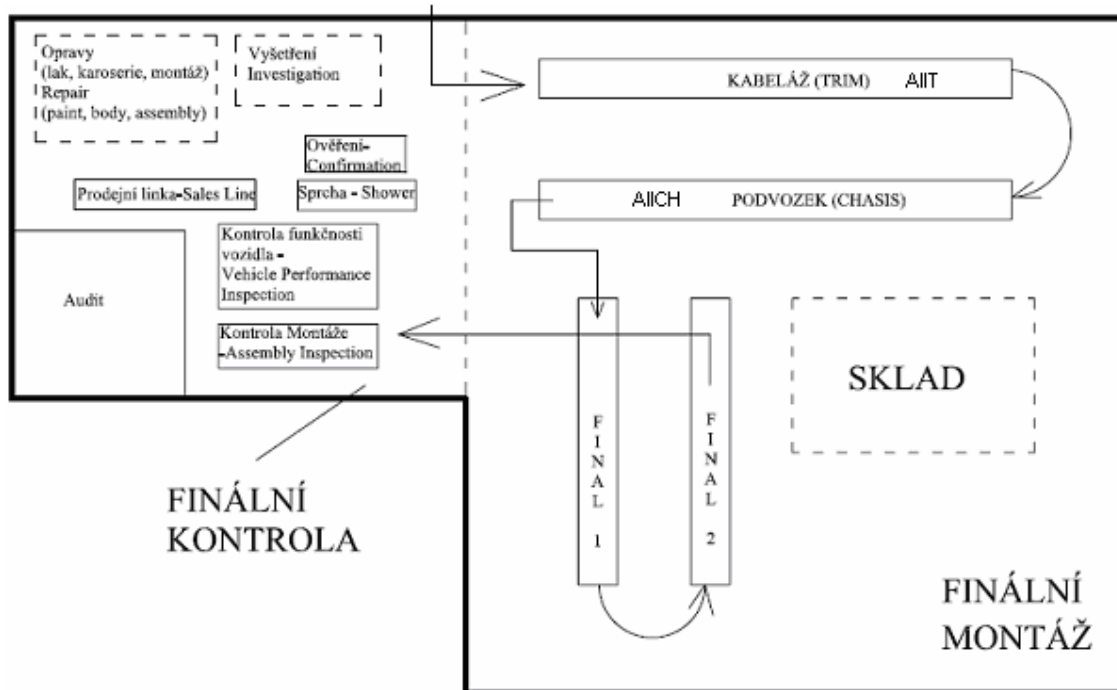 Opravy
(lak, karoserie, montáž)
Repair
(paint, body, assembly)
Vyšetření
Investigation
KABELÁŽ (TRIM) AIIT
Ověření-
Confirmation
Prodejní linka-Sales Line
Sprcha - Shower
AIICH PODVOZEK (CHASIS)
Kontrola funkčnosti
vozidla -
Vehicle Performance
Inspection
Audit
Kontrola Montáže
-Assembly Inspection
FINAL 1
FINAL 2
SKLAD
FINÁLNÍ
KONTROLA
FINÁLNÍ
MONTÁŽ